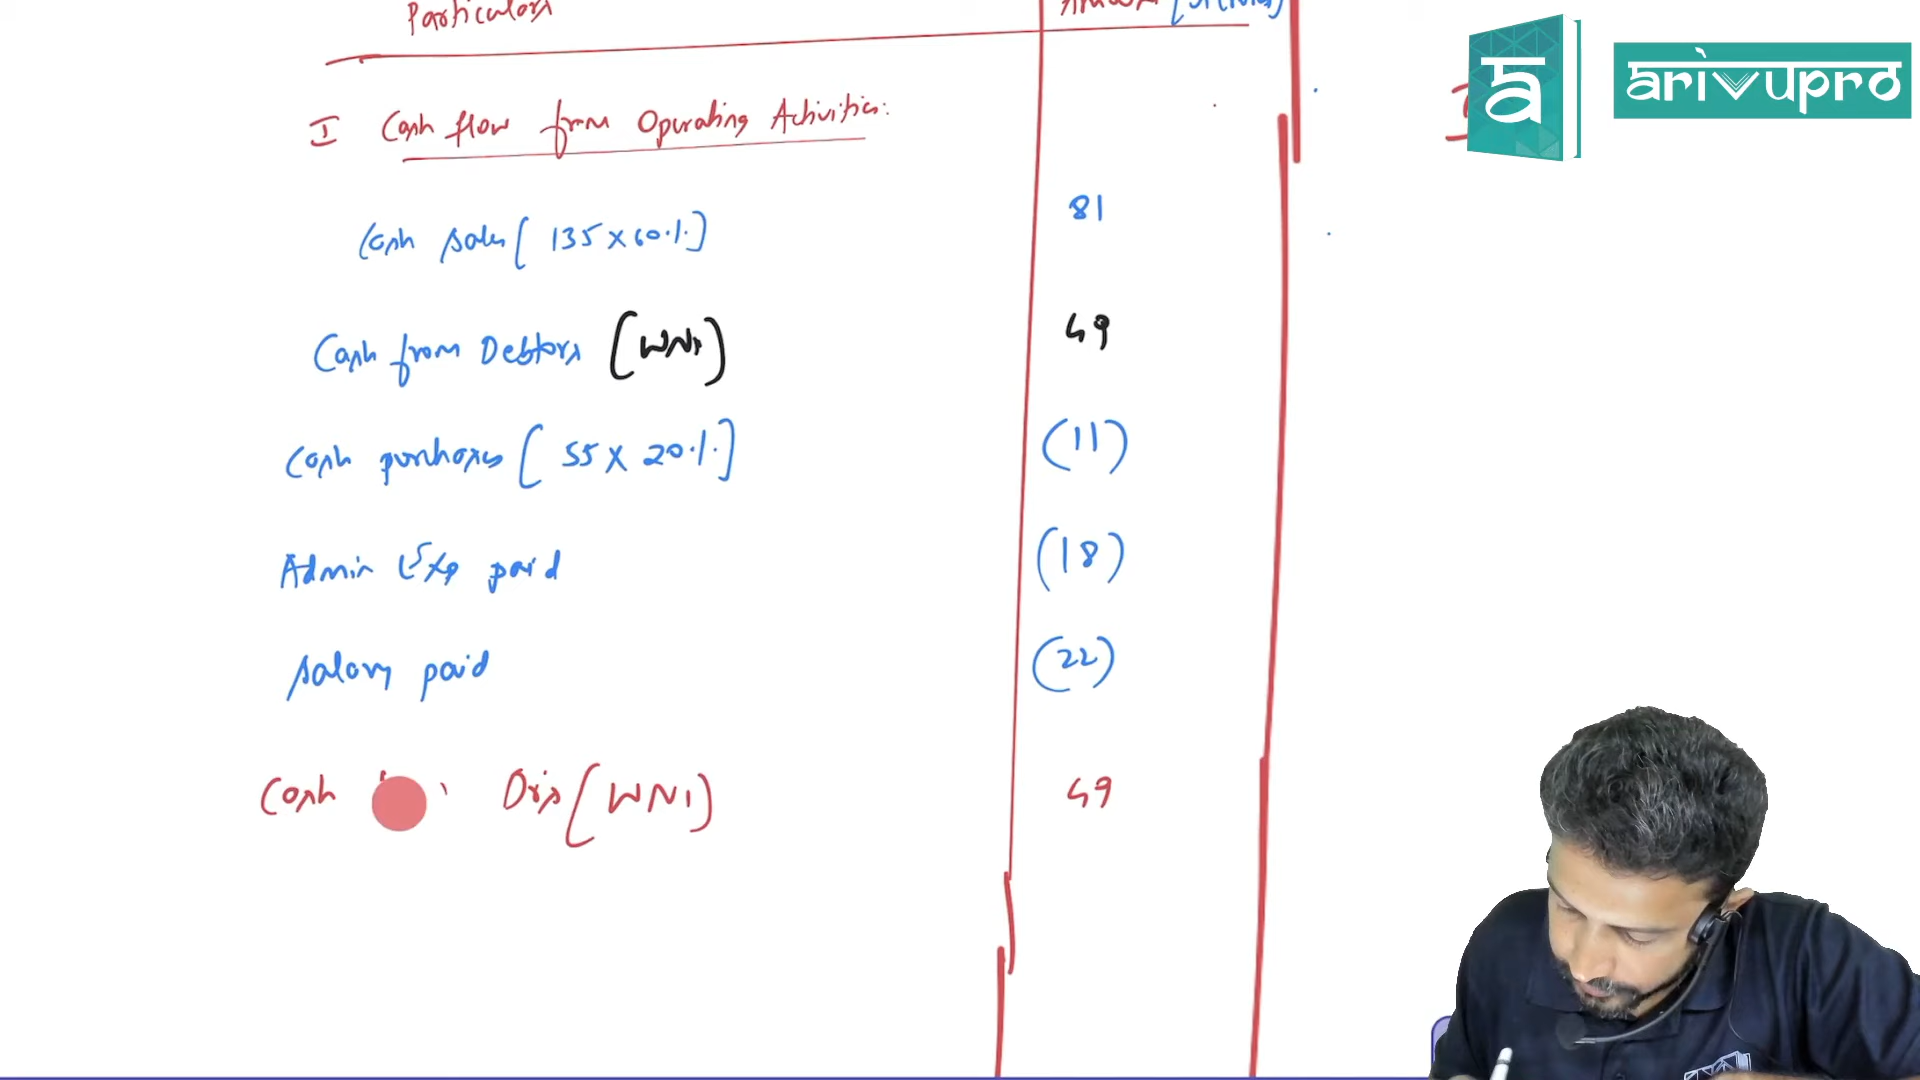 Particulars
arivupro
I Cash flow from Operating Activities:
Cash sales [135 x 60%] 81
Cash from Debtors (WN1) 49
Cash purchases [55 x 20%] (11)
Admin Exp paid (18)
Salary paid (22)
Cash (WN1) 49